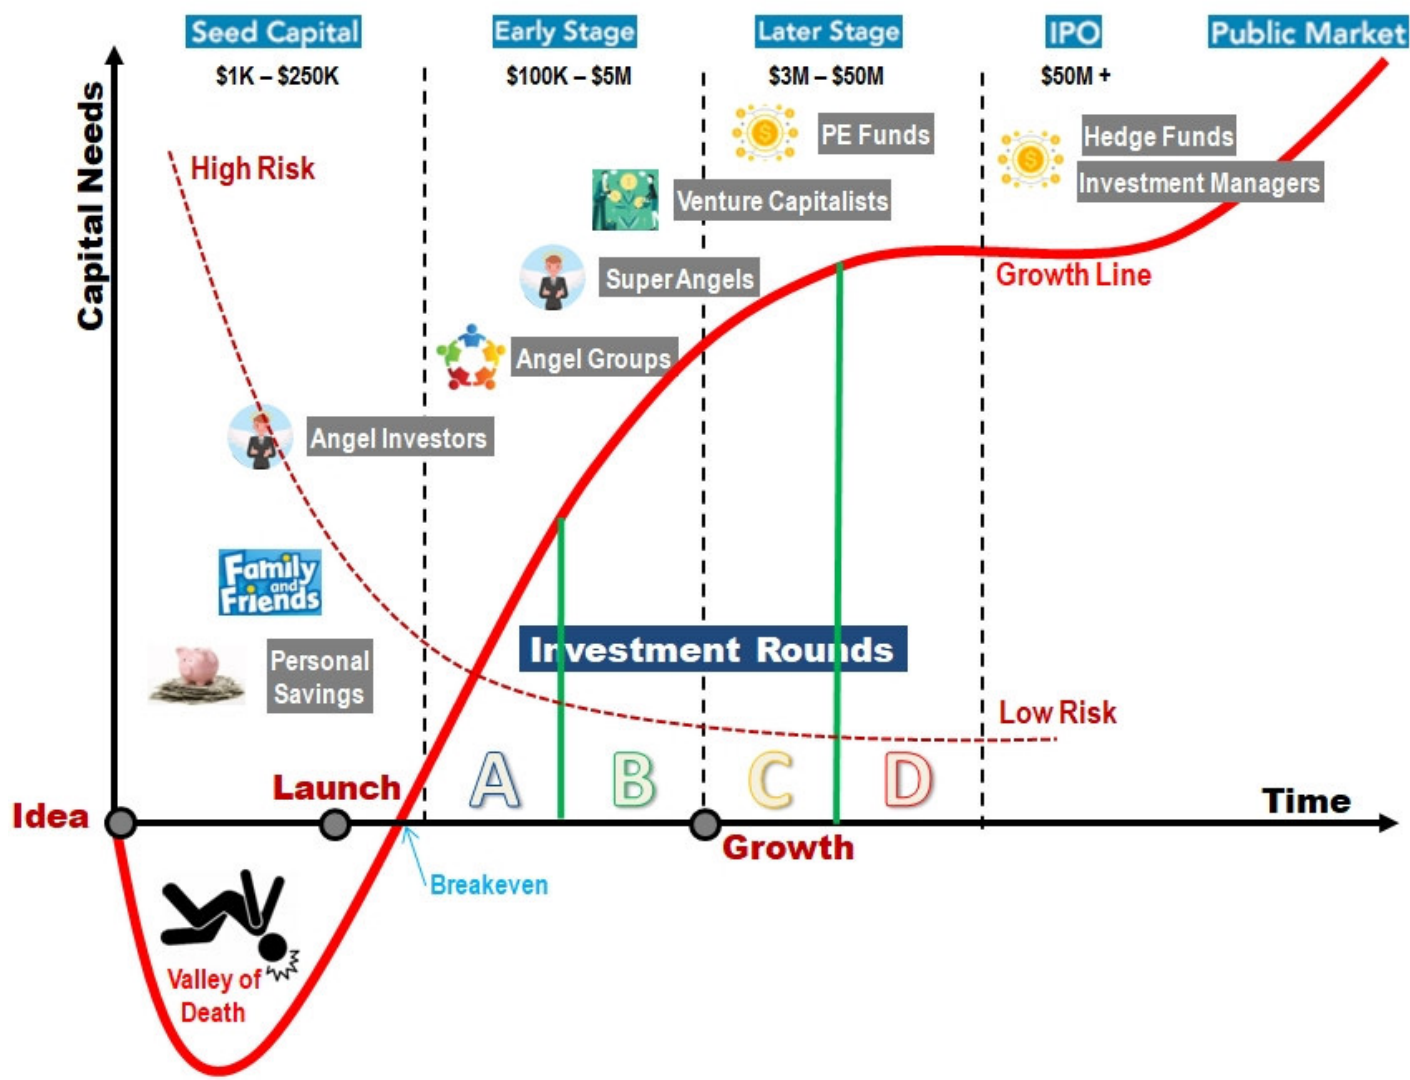 Seed Capital
Early Stage
Later Stage
IPO
Public Market
$1K – $250K
$100K – $5M
$3M – $50M
$50M +
Capital Needs
High Risk
PE Funds
Hedge Funds
Investment Managers
Venture Capitalists
Super Angels
Growth Line
Angel Groups
Angel Investors
Family
and
Friends
Personal
Savings
Investment Rounds
Low Risk
A
B
C
D
Launch
Idea
Time
Growth
Breakeven
Valley of
Death